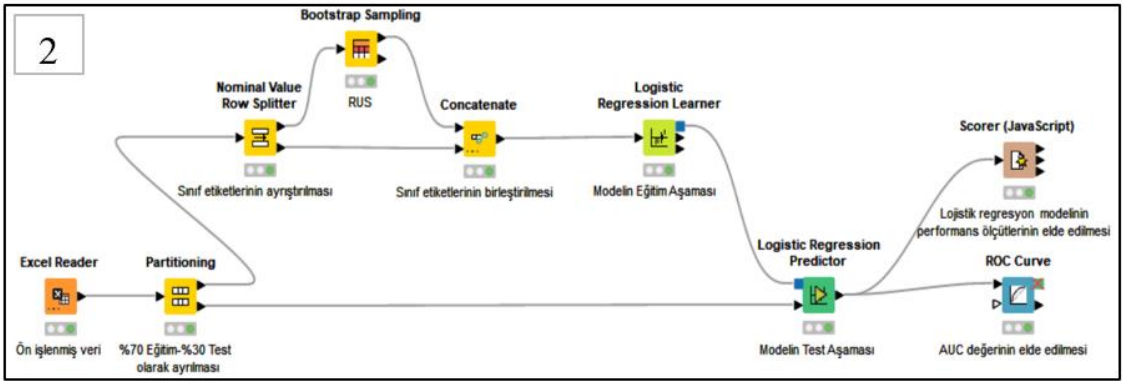 2
Bootstrap Sampling
RUS
Nominal Value
Row Splitter
Sınıf etiketlerinin ayrıştırılması
Concatenate
Sınıf etiketlerinin birleştirilmesi
Logistic
Regression Learner
Modelin Eğitim Aşaması
Scorer (JavaScript)
Lojistik regresyon modelinin
performans ölçütlerinin elde edilmesi
Excel Reader
Ön işlenmiş veri
Partitioning
%70 Eğitim-%30 Test
olarak ayrılması
Logistic Regression
Predictor
Modelin Test Aşaması
ROC Curve
AUC değerinin elde edilmesi